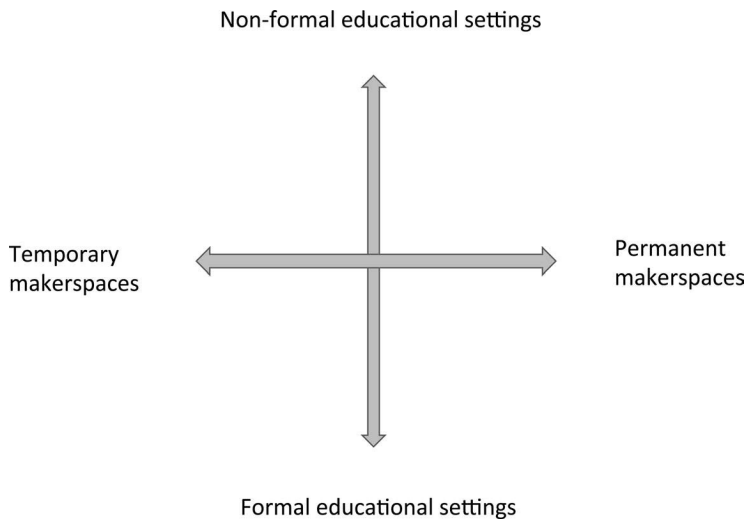 Non-formal educational settings
Temporary
makerspaces
Permanent
makerspaces
Formal educational settings